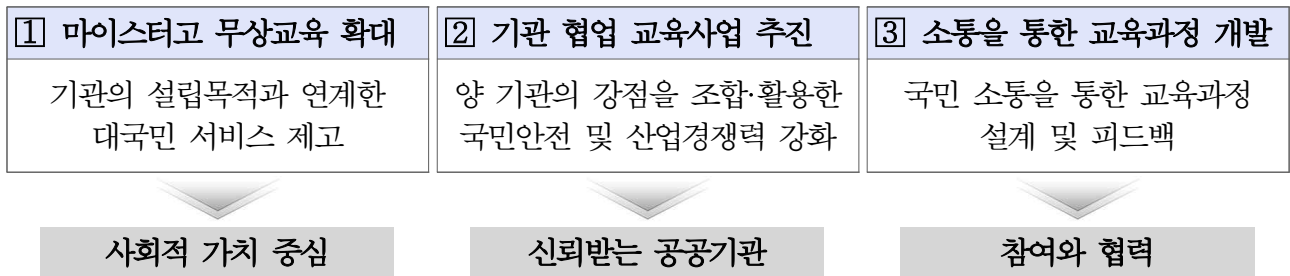 1 마이스터고 무상교육 확대
기관의 설립목적과 연계한
대국민 서비스 제고
사회적 가치 중심
2 기관 협업 교육사업 추진
양 기관의 강점을 조합·활용한
국민안전 및 산업경쟁력 강화
신뢰받는 공공기관
3 소통을 통한 교육과정 개발
국민 소통을 통한 교육과정
설계 및 피드백
참여와 협력